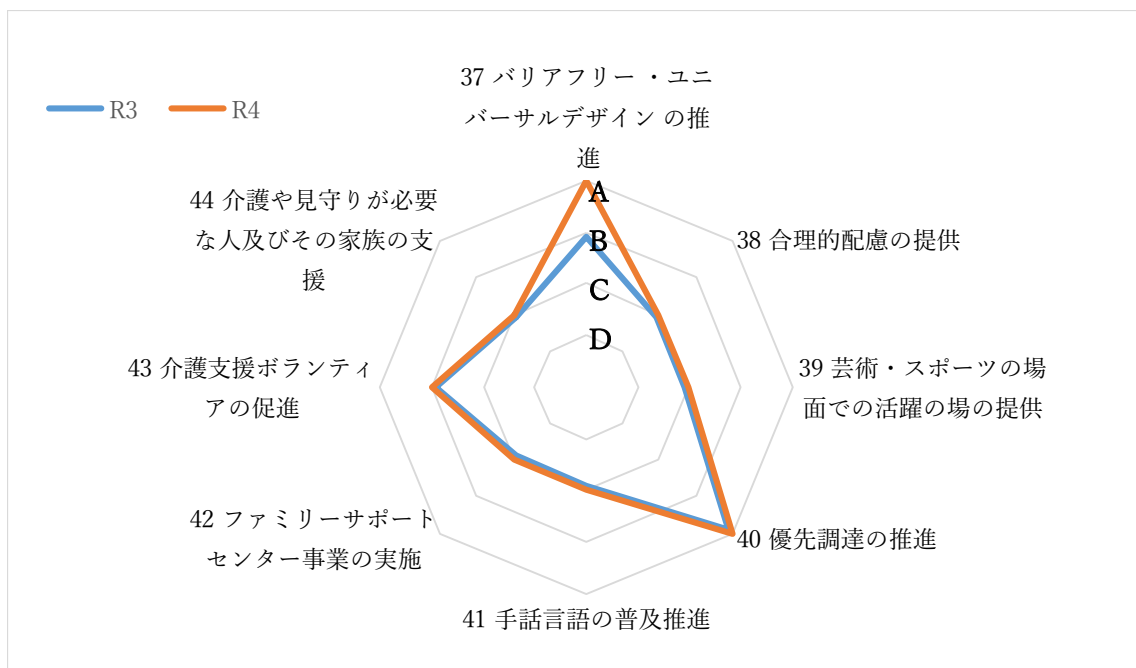 R3
R4
37 バリアフリー ・ユニ
バーサルデザイン の推
進
A
B
C
D
38 合理的配慮の提供
39 芸術・スポーツの場
面での活躍の場の提供
40 優先調達の推進
41 手話言語の普及推進
42 ファミリーサポート
センター事業の実施
43 介護支援ボランティ
アの促進
44 介護や見守りが必要
な人及びその家族の支
援